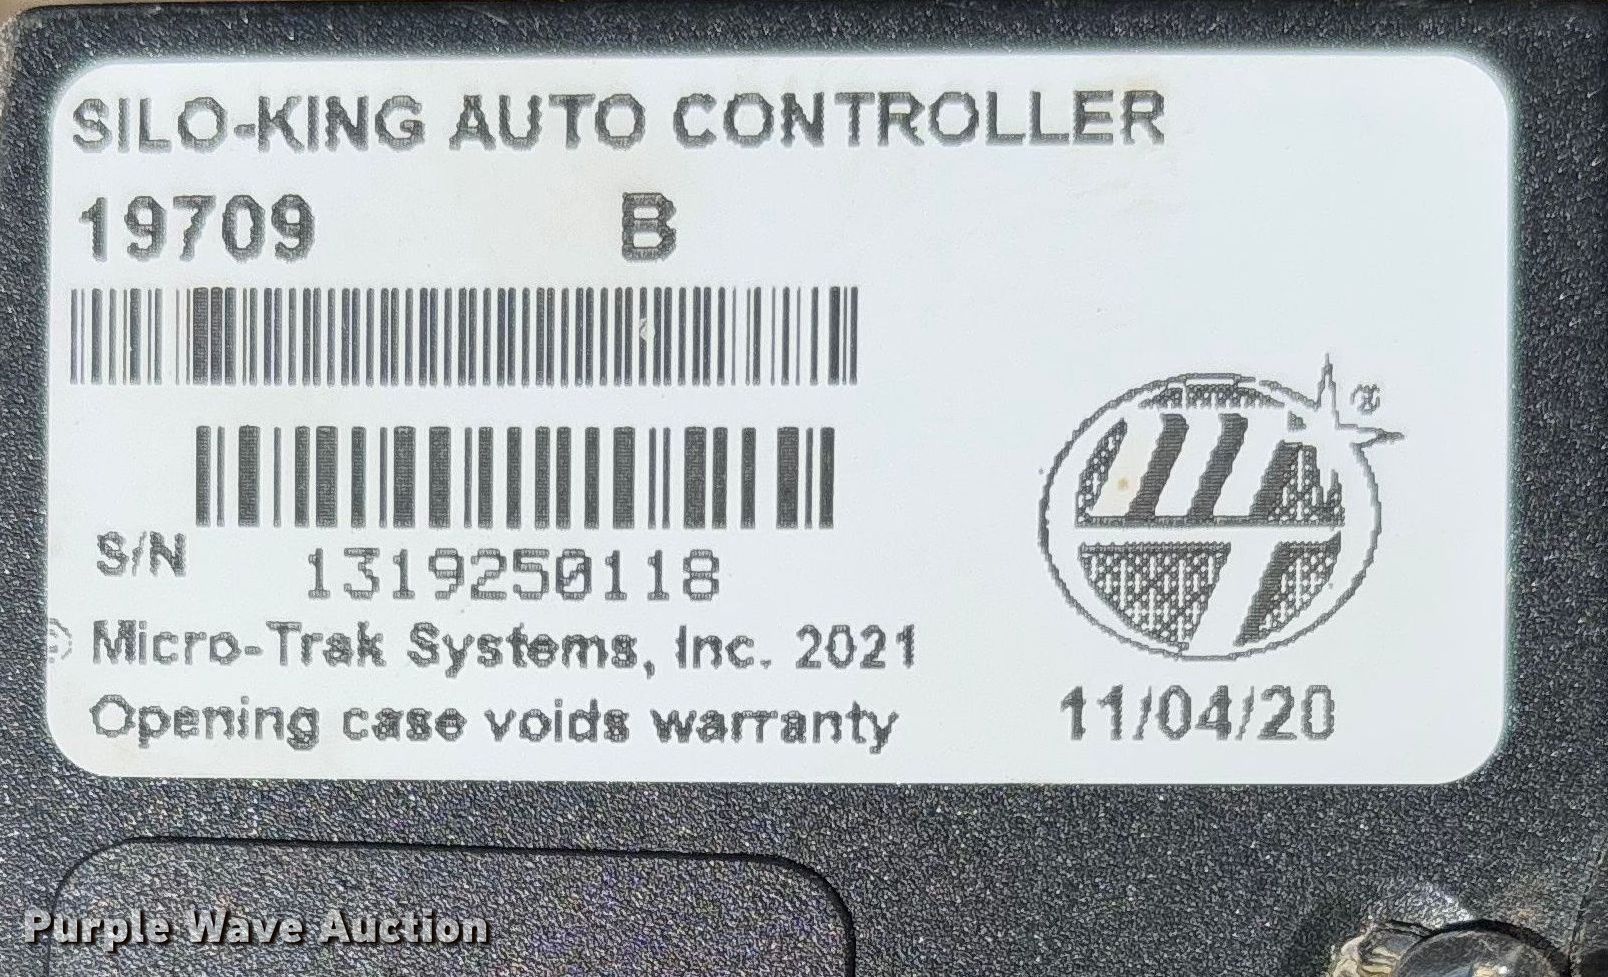 SILO-KING AUTO CONTROLLER
19709 B
S/N 1319250118
© Micro-Trak Systems, Inc. 2021
Opening case voids warranty
®
11/04/20
Purple Wave Auction